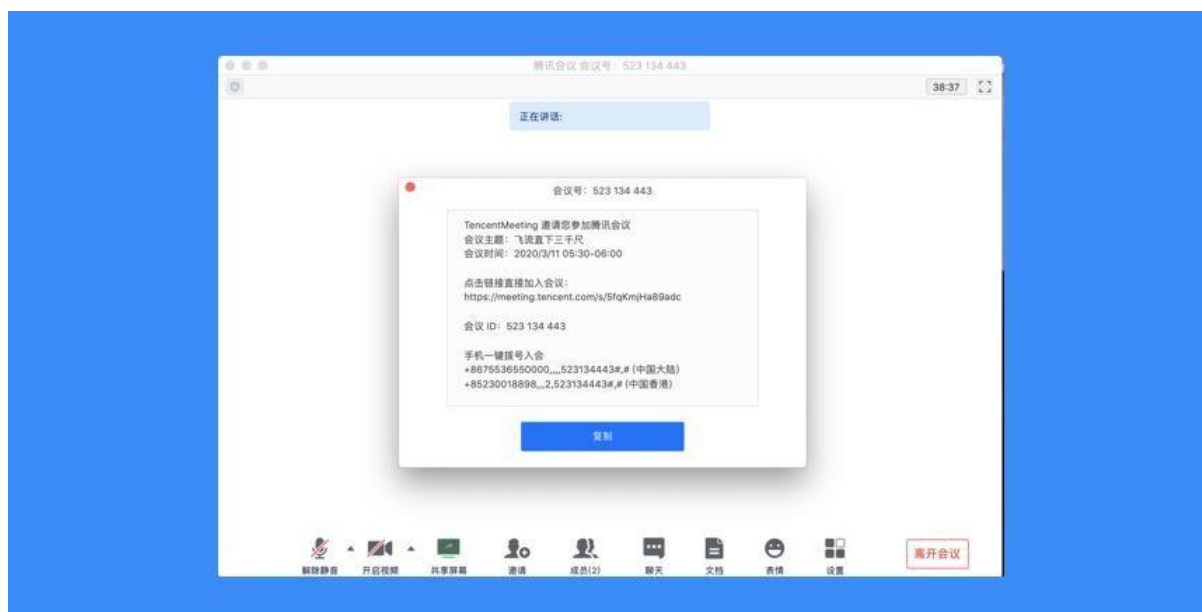 腾讯会议 会议号：523 134 443
38:37
正在讲话:
会议号：523 134 443
TencentMeeting 邀请您参加腾讯会议
会议主题：飞流直下三千尺
会议时间：2020/3/11 05:30-06:00
点击链接直接加入会议：
https://meeting.tencent.com/s/5fqKmjHa89adc
会议 ID：523 134 443
手机一键拨号入会
+8675536550000,,,,523134443#,# (中国大陆)
+85230018898,,,2,523134443#,# (中国香港)
复制
解除静音 开启视频 共享屏幕 邀请 成员(2) 聊天 文档 表情 设置 离开会议